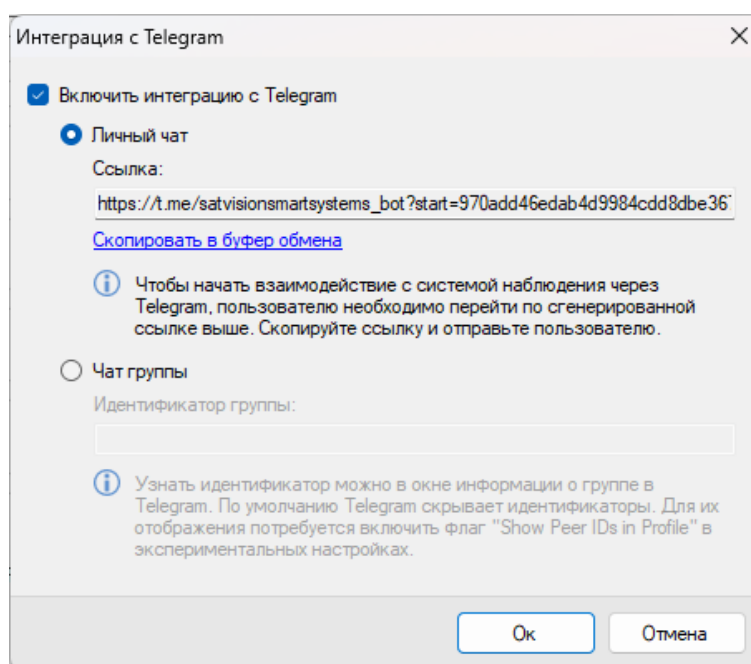 Интеграция с Telegram
Включить интеграцию с Telegram
Личный чат
Ссылка:
https://t.me/satvisionsmartsystems_bot?start=970add46edab4d9984cdd8dbe367
Скопировать в буфер обмена
Чтобы начать взаимодействие с системой наблюдения через
Telegram, пользователю необходимо перейти по сгенерированной
ссылке выше. Скопируйте ссылку и отправьте пользователю.
Чат группы
Идентификатор группы:
Узнать идентификатор можно в окне информации о группе в
Telegram. По умолчанию Telegram скрывает идентификаторы. Для их
отображения потребуется включить флаг "Show Peer IDs in Profile" в
экспериментальных настройках.
Ок
Отмена